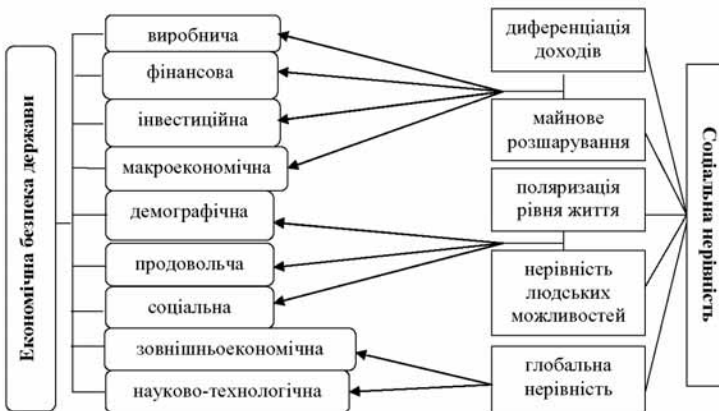 Економічна безпека держави
виробнича
фінансова
інвестиційна
макроекономічна
демографічна
продовольча
соціальна
зовнішньоекономічна
науково-технологічна
диференціація
доходів
майнове
розшарування
поляризація
рівня життя
нерівність
людських
можливостей
глобальна
нерівність
Соціальна нерівність